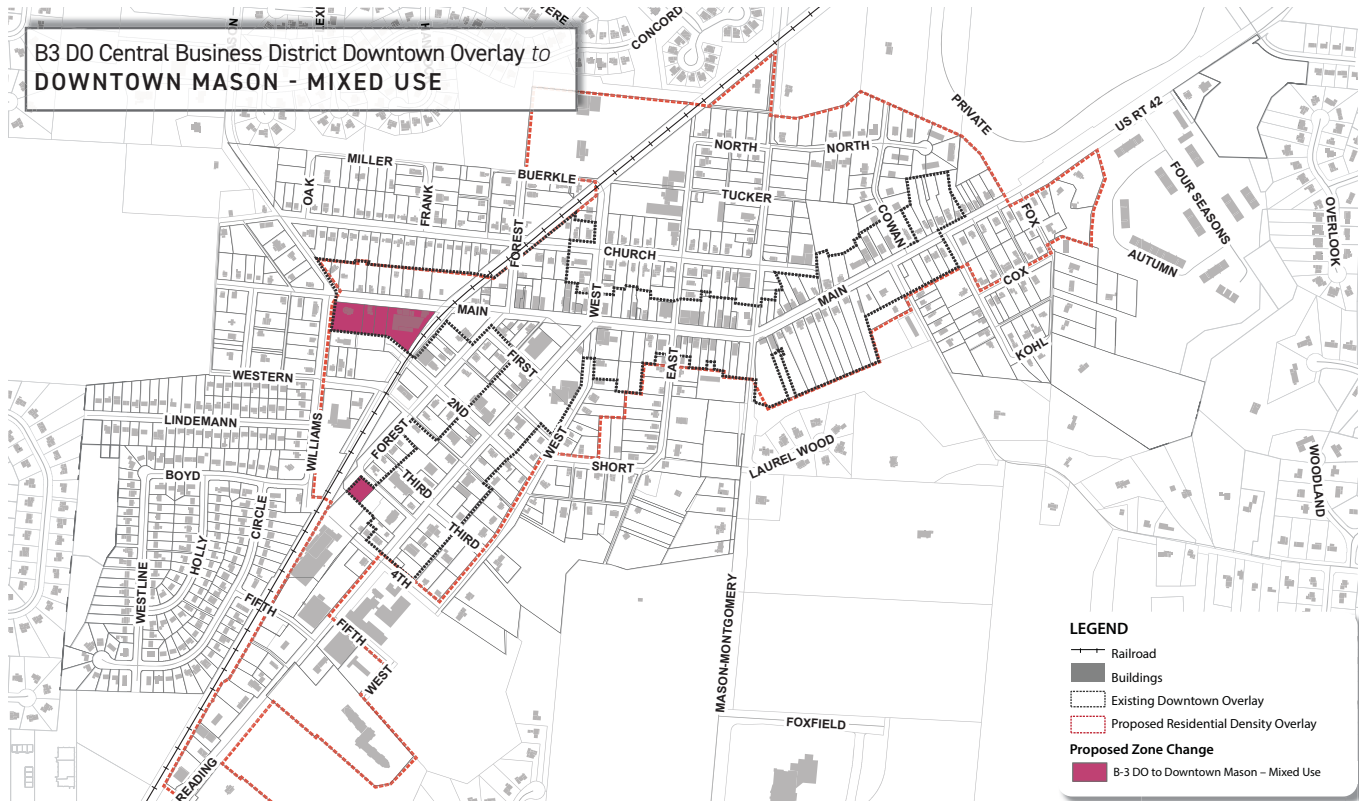 B3 DO Central Business District Downtown Overlay to
DOWNTOWN MASON - MIXED USE
CONCORD
PRIVATE
US RT 42
MILLER
OAK
FRANK
BUERKLE
FOREST
NORTH
NORTH
TUCKER
COWAN
FOX
FOUR SEASONS
OVERLOOK
CHURCH
AUTUMN
COX
MAIN
WEST
MAIN
KOHL
FIRST
EAST
WESTERN
2ND
LINDEMANN
WILLIAMS
FOREST
WEST
SHORT
LAUREL WOOD
WOODLAND
BOYD
THIRD
CIRCLE
THIRD
HOLLY
WESTLINE
4TH
FIFTH
FIFTH
WEST
MASON-MONTGOMERY
FOXFIELD
READING
LEGEND
Railroad
Buildings
Existing Downtown Overlay
Proposed Residential Density Overlay
Proposed Zone Change
B-3 DO to Downtown Mason – Mixed Use